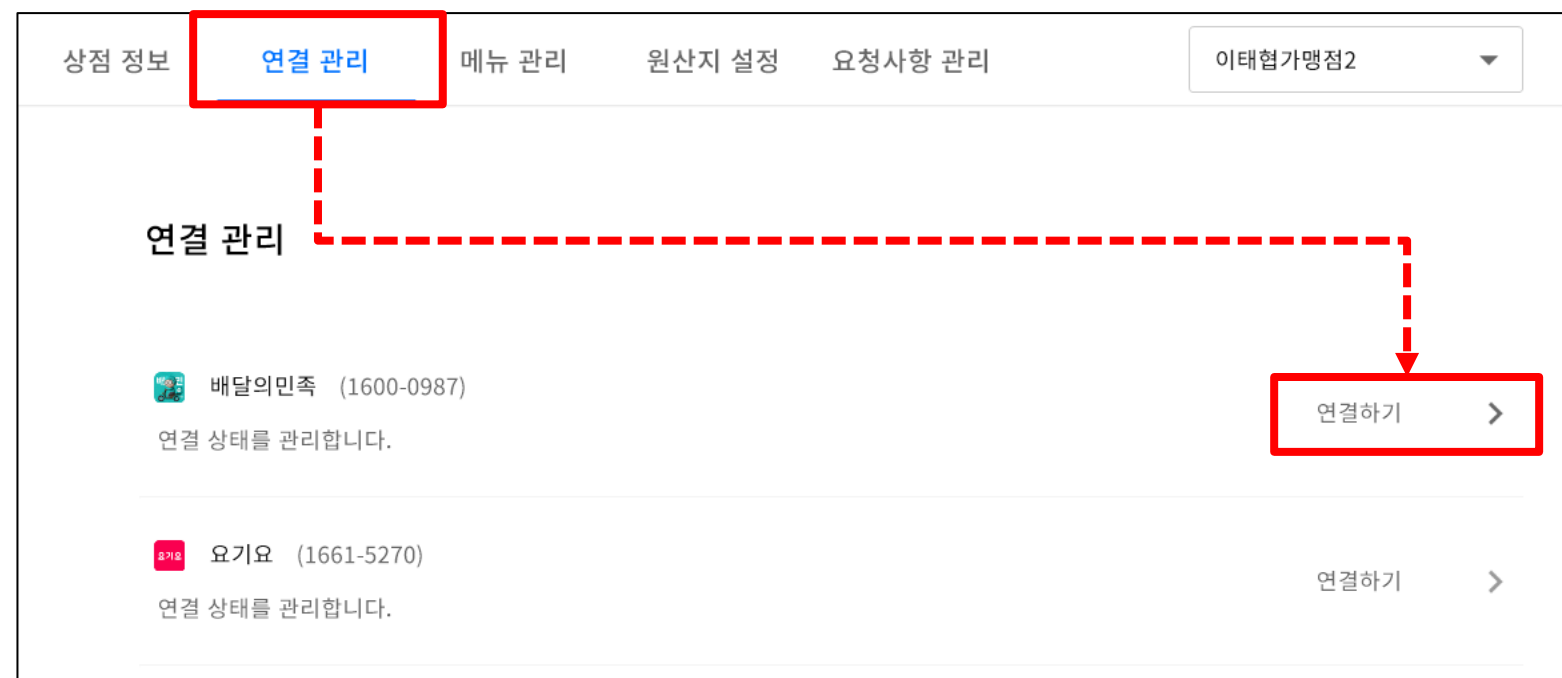 상점 정보 연결 관리 메뉴 관리 원산지 설정 요청사항 관리 이태협가맹점2
연결 관리
배달의민족 (1600-0987) 연결하기
연결 상태를 관리합니다.
요기요 요기요 (1661-5270) 연결하기
연결 상태를 관리합니다.